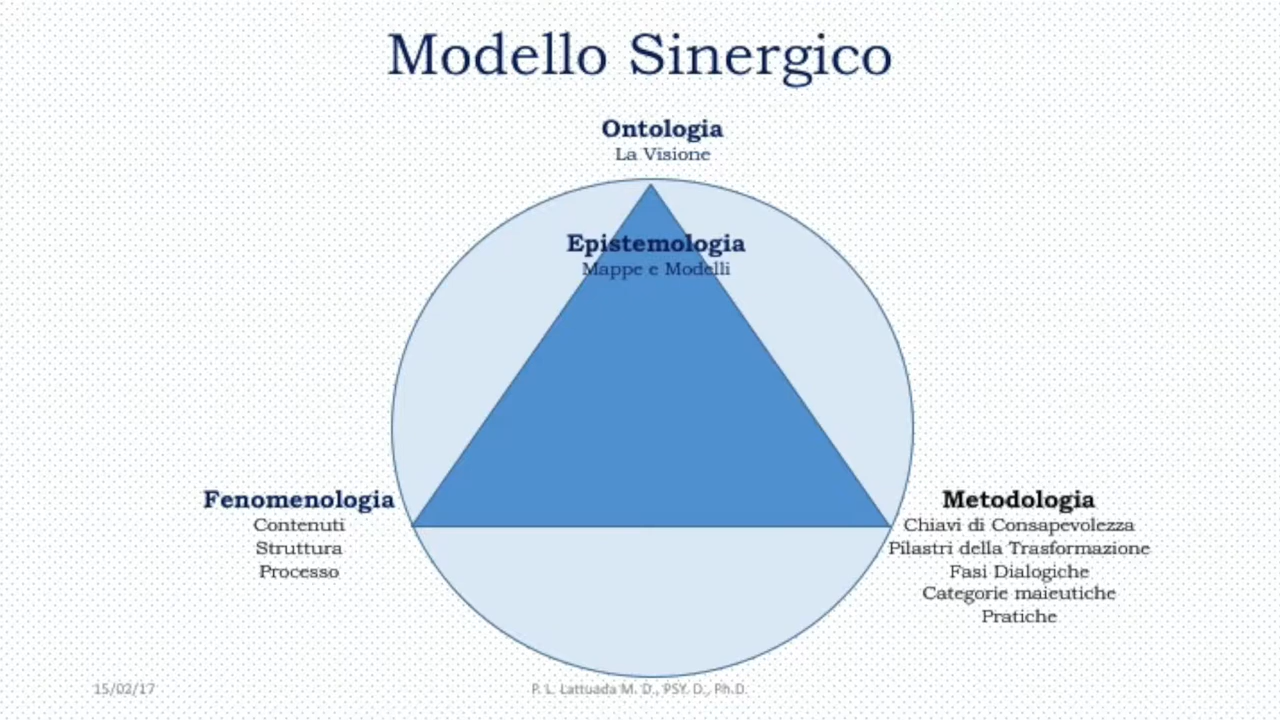 Modello Sinergico
Ontologia
La Visione
Epistemologia
Mappe e Modelli
Fenomenologia
Contenuti
Struttura
Processo
Metodologia
Chiavi di Consapevolezza
Pilastri della Trasformazione
Fasi Dialogiche
Categorie maieutiche
Pratiche
15/02/17
P. L. Lattuada M. D., PSY. D., Ph.D.